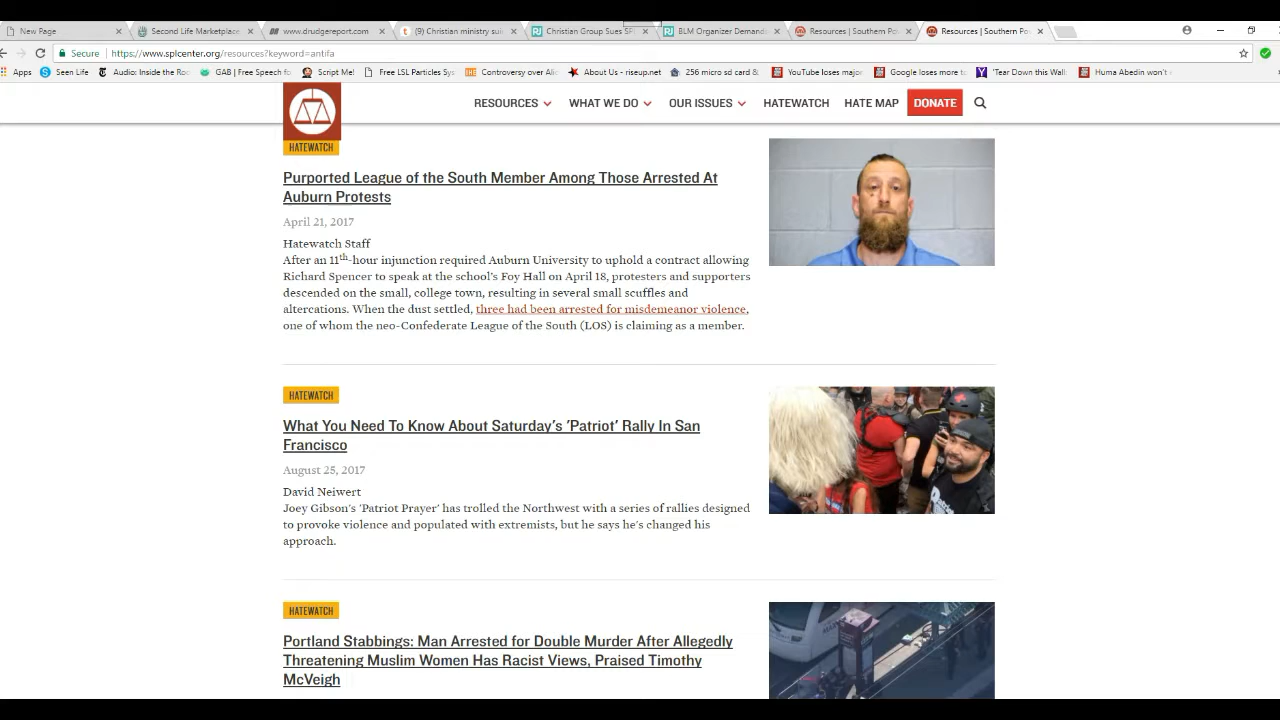 New Page
Second Life Marketplace
www.drudgereport.com
(9) Christian ministry sui
Christian Group Sues SP
BLM Organizer Demand
Resources | Southern Po
Resources | Southern Po
Secure https://www.splcenter.org/resources?keyword=antifa
Apps
Seen Life
Audio: Inside the Ro
GAB | Free Speech fo
Script Me!
Free LSL Particles Sys
Controversy over Ali
About Us - riseup.net
256 micro sd card &
YouTube loses major
Google loses more t
'Tear Down this Wall
Huma Abedin won't
RESOURCES
WHAT WE DO
OUR ISSUES
HATEWATCH
HATE MAP
DONATE
HATEWATCH
Purported League of the South Member Among Those Arrested At
Auburn Protests
April 21, 2017
Hatewatch Staff
After an 11th-hour injunction required Auburn University to uphold a contract allowing
Richard Spencer to speak at the school's Foy Hall on April 18, protesters and supporters
descended on the small, college town, resulting in several small scuffles and
altercations. When the dust settled, three had been arrested for misdemeanor violence,
one of whom the neo-Confederate League of the South (LOS) is claiming as a member.
HATEWATCH
What You Need To Know About Saturday's 'Patriot' Rally In San
Francisco
August 25, 2017
David Neiwert
Joey Gibson's 'Patriot Prayer' has trolled the Northwest with a series of rallies designed
to provoke violence and populated with extremists, but he says he's changed his
approach.
HATEWATCH
Portland Stabbings: Man Arrested for Double Murder After Allegedly
Threatening Muslim Women Has Racist Views, Praised Timothy
McVeigh